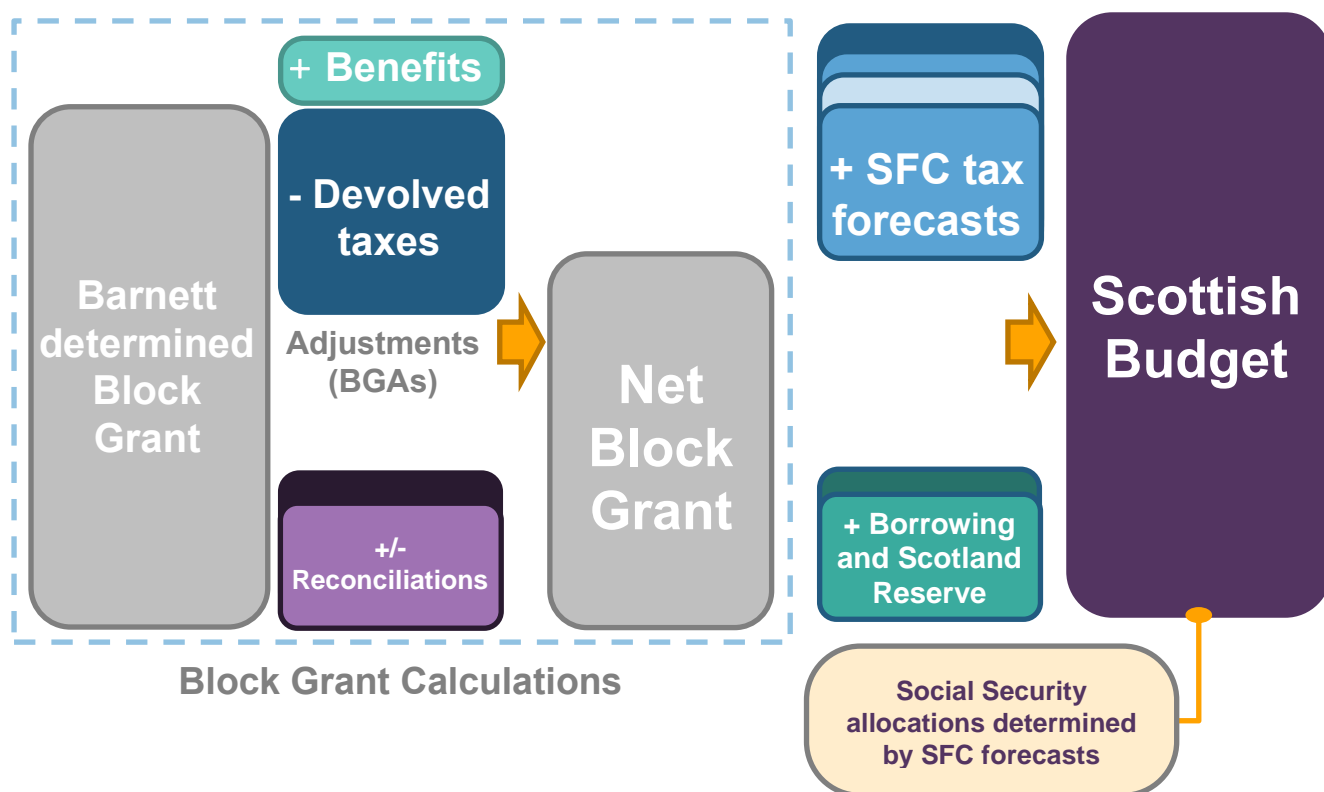 Barnett
determined
Block
Grant
+ Benefits
- Devolved
taxes
Adjustments
(BGAs)
+/-
Reconciliations
Net
Block
Grant
Block Grant Calculations
+ SFC tax
forecasts
+ Borrowing
and Scotland
Reserve
Scottish
Budget
Social Security
allocations determined
by SFC forecasts